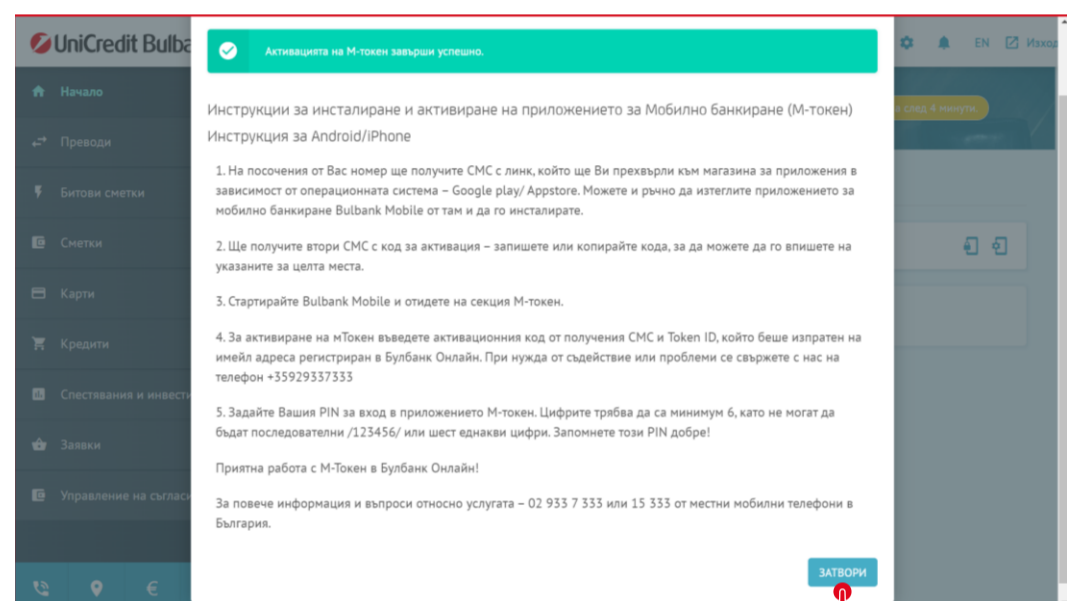 UniCredit Bulba
Активацията на М-токен завърши успешно.
EN
Изход
Начало
Преводи
Битови сметки
Сметки
Карти
Кредити
Спестявания и инвести
Заявки
Управление на съгласи
след 4 минути.
Инструкции за инсталиране и активиране на приложението за Мобилно банкиране (М-токен)
Инструкция за Android/iPhone
1. На посочения от Вас номер ще получите СМС с линк, който ще Ви прехвърли към магазина за приложения в
зависимост от операционната система – Google play/ Appstore. Можете и ръчно да изтеглите приложението за
мобилно банкиране Bulbank Mobile от там и да го инсталирате.
2. Ще получите втори СМС с код за активация – запишете или копирайте кода, за да можете да го впишете на
указаните за целта места.
3. Стартирайте Bulbank Mobile и отидете на секция М-токен.
4. За активиране на мТокен въведете активационния код от получения СМС и Token ID, който беше изпратен на
имейл адреса регистриран в Булбанк Онлайн. При нужда от съдействие или проблеми се свържете с нас на
телефон +35929337333
5. Задайте Вашия PIN за вход в приложението М-токен. Цифрите трябва да са минимум 6, като не могат да
бъдат последователни /123456/ или шест еднакви цифри. Запомнете този PIN добре!
Приятна работа с М-Токен в Булбанк Онлайн!
За повече информация и въпроси относно услугата – 02 933 7 333 или 15 333 от местни мобилни телефони в
България.
ЗАТВОРИ